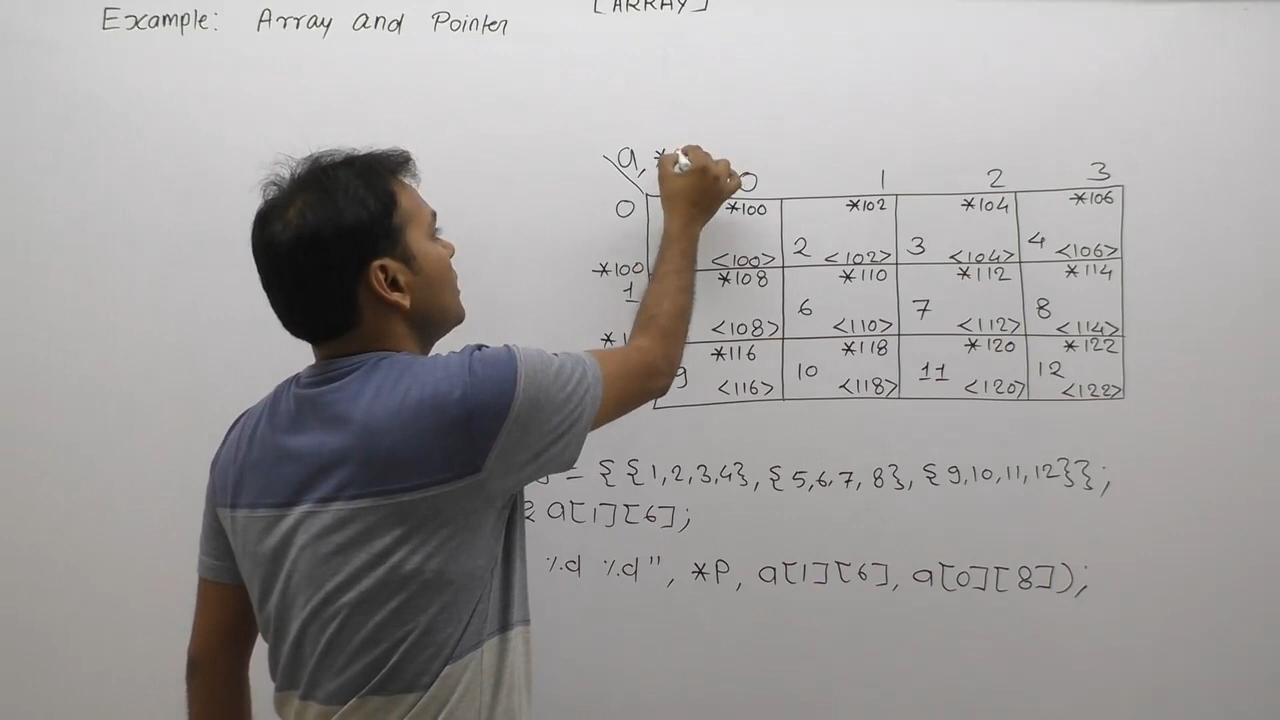 [ARRAY]
Example: Array and Pointer
a, *
0 1 2 3
0 *100 *102 *104 *106
<100> 2 <102> 3 <104> 4 <106>
*100 *108 *110 *112 *114
1 <108> 6 <110> 7 <112> 8 <114>
*116 *118 *120 *122
9 <116> 10 <118> 11 <120> 12 <122>
= {{1,2,3,4}, {5,6,7,8}, {9,10,11,12}};
& a[1][6];
%d %d", *P, a[1][6], a[0][8]);